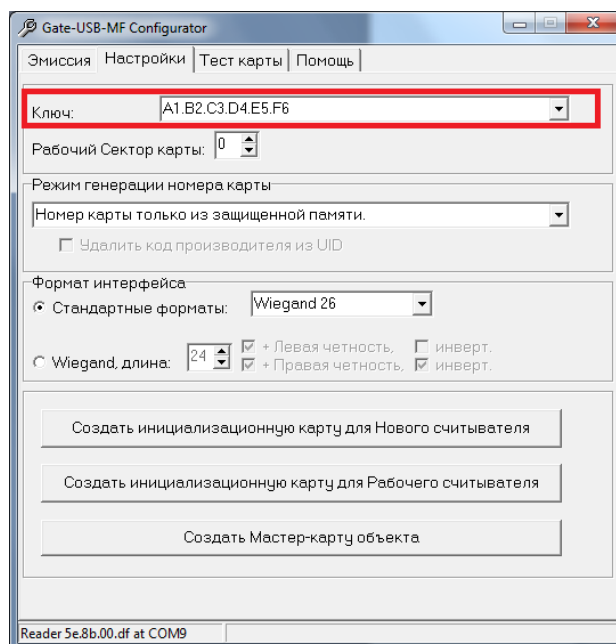 Gate-USB-MF Configurator
Эмиссия Настройки Тест карты Помощь
Ключ: A1.B2.C3.D4.E5.F6
Рабочий Сектор карты: 0
Режим генерации номера карты
Номер карты только из защищенной памяти.
Удалить код производителя из UID
Формат интерфейса
Стандартные форматы: Wiegand 26
Wiegand, длина: 24 + Левая четность, инверт.
+ Правая четность, инверт.
Создать инициализационную карту для Нового считывателя
Создать инициализационную карту для Рабочего считывателя
Создать Мастер-карту объекта
Reader 5e.8b.00.df at COM9